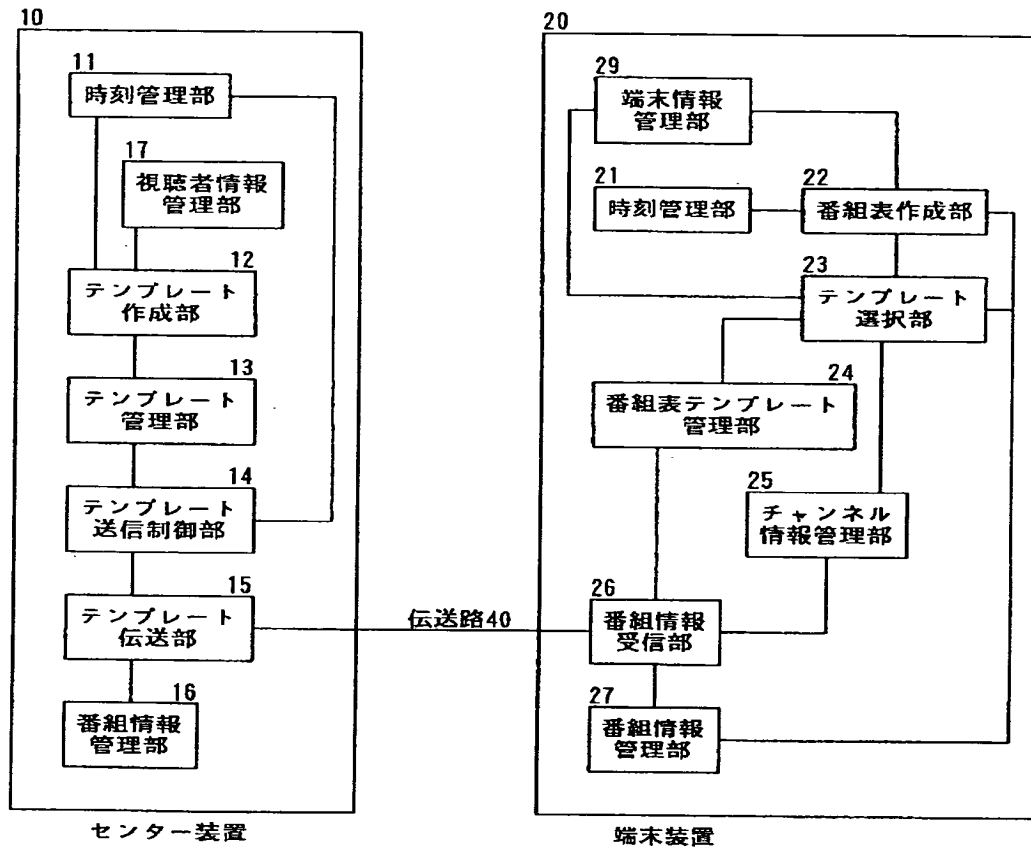 10
11
時刻管理部
17
視聴者情報
管理部
12
テンプレート
作成部
13
テンプレート
管理部
14
テンプレート
送信制御部
15
テンプレート
伝送部
16
番組情報
管理部
センター装置
伝送路40
20
29
端末情報
管理部
21
時刻管理部
22
番組表作成部
23
テンプレート
選択部
24
番組表テンプレート
管理部
25
チャンネル
情報管理部
26
番組情報
受信部
27
番組情報
管理部
端末装置